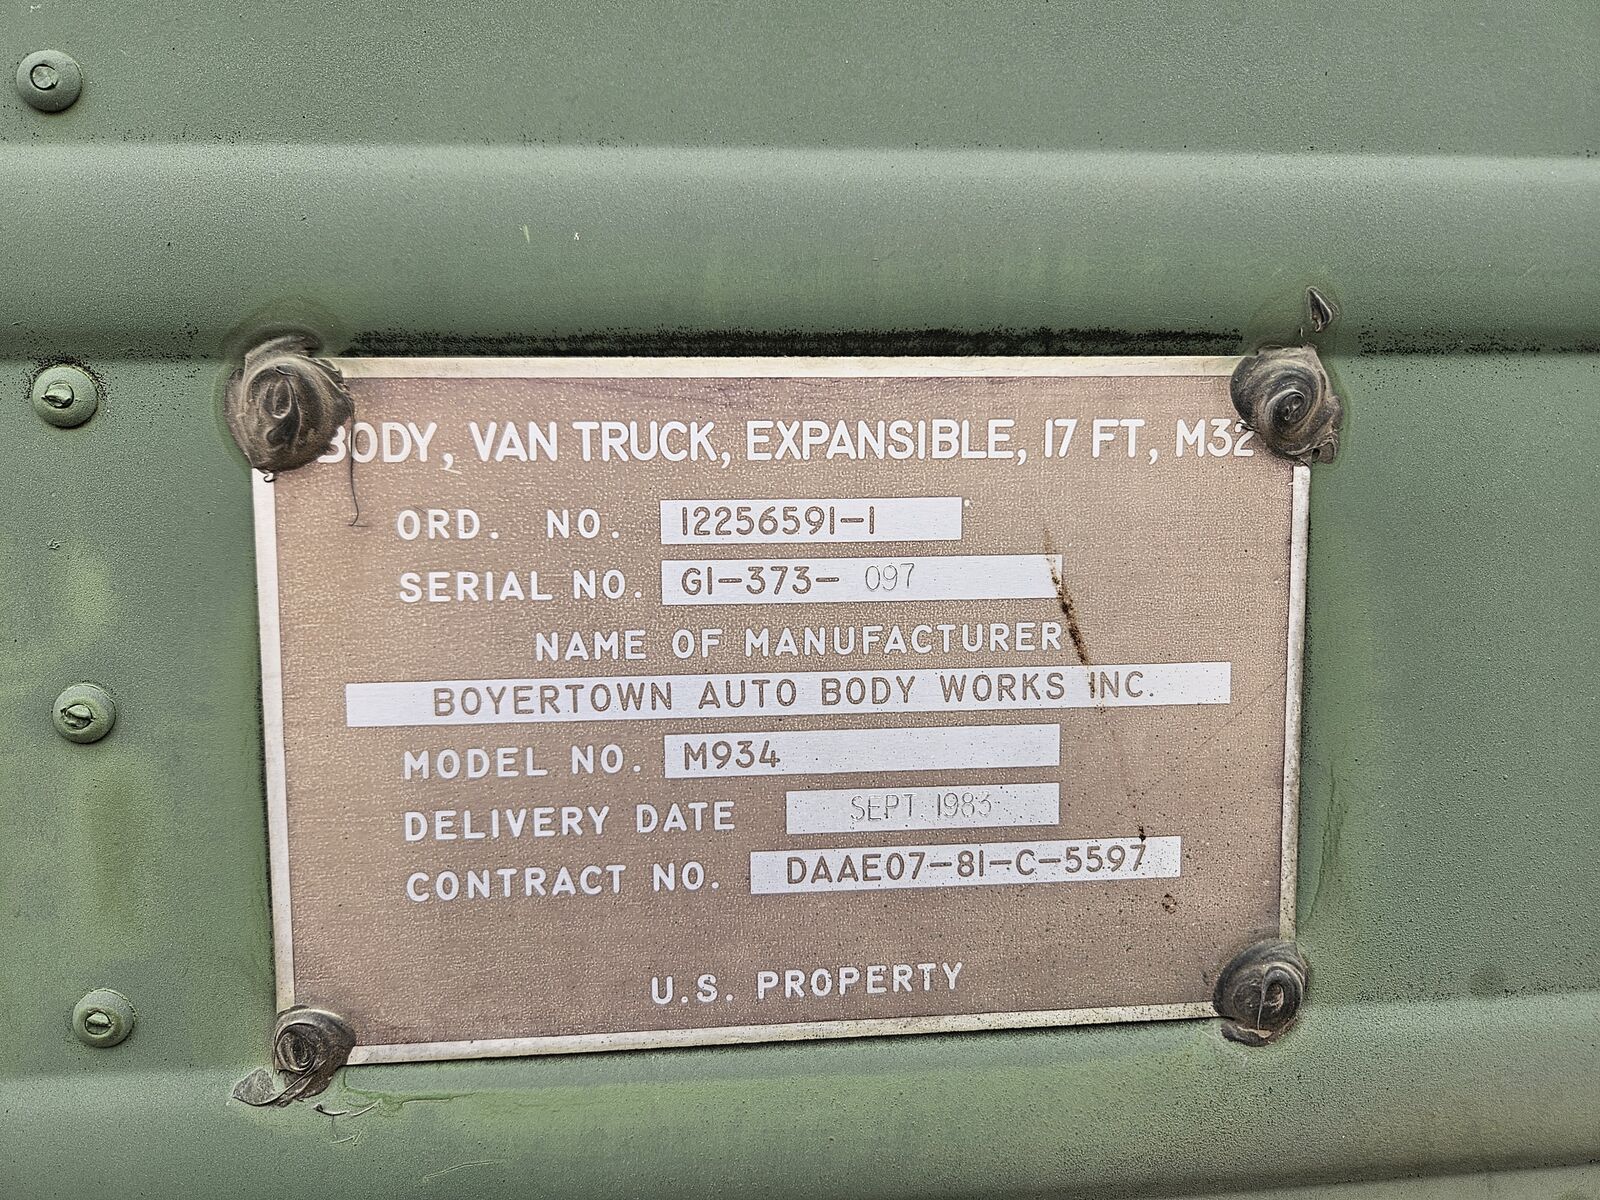 BODY, VAN TRUCK, EXPANSIBLE, 17 FT, M32
ORD. NO. 12256591-1
SERIAL NO. G1-373- 097
NAME OF MANUFACTURER
BOYERTOWN AUTO BODY WORKS INC.
MODEL NO. M934
DELIVERY DATE SEPT. 1983
CONTRACT NO. DAAE07-81-C-5597
U.S. PROPERTY